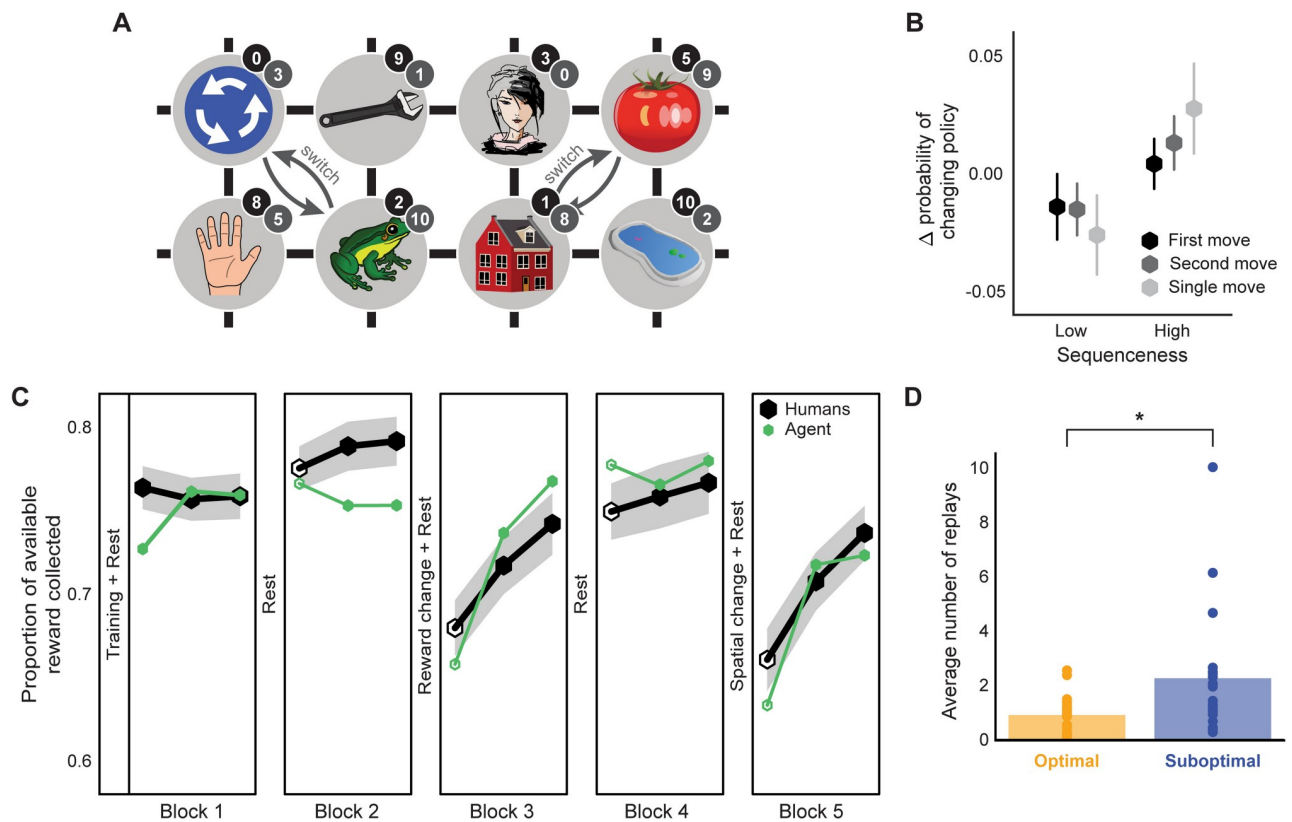 A
0
3
9
1
3
0
5
9
switch
switch
8
5
2
10
1
8
10
2
B
Δ probability of
changing policy
0.05
0.00
-0.05
First move
Second move
Single move
Low
High
Sequenceness
C
Proportion of available
reward collected
0.8
0.7
0.6
Training + Rest
Rest
Reward change + Rest
Rest
Spatial change + Rest
Humans
Agent
Block 1
Block 2
Block 3
Block 4
Block 5
D
*
Average number of replays
10
8
6
4
2
0
Optimal
Suboptimal